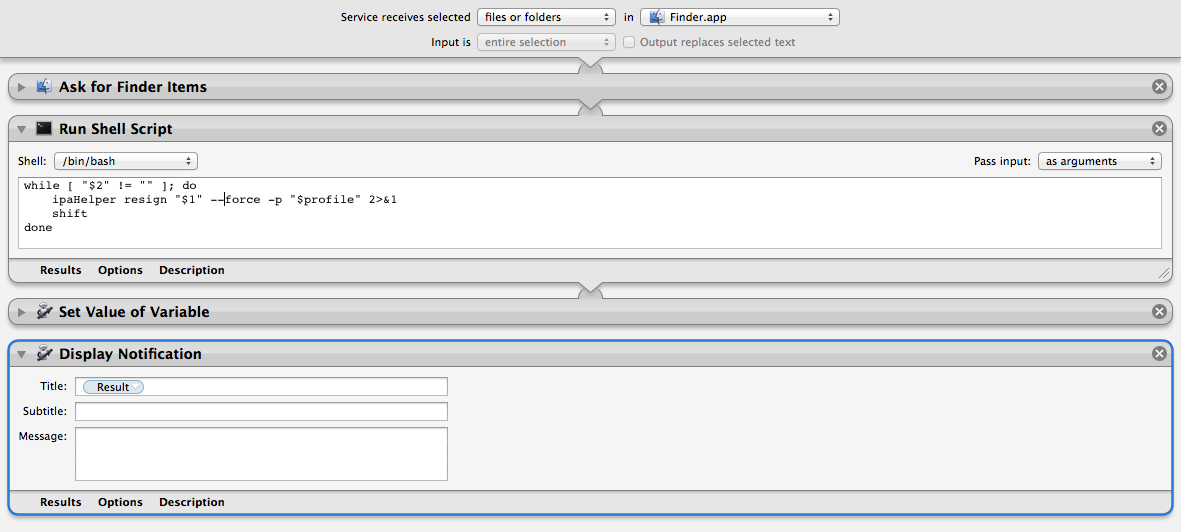 Service receives selected files or folders in Finder.app
Input is entire selection Output replaces selected text
Ask for Finder Items
Run Shell Script
Shell: /bin/bash Pass input: as arguments
while [ "$2" != "" ]; do
    ipaHelper resign "$1" --force -p "$profile" 2>&1
    shift
done
Results Options Description
Set Value of Variable
Display Notification
Title: Result
Subtitle:
Message:
Results Options Description